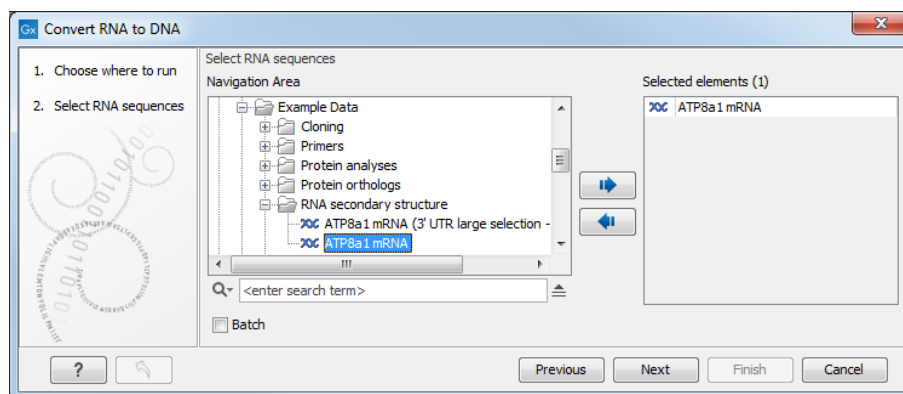 Gx Convert RNA to DNA
1. Choose where to run
2. Select RNA sequences
Select RNA sequences
Navigation Area
Example Data
Cloning
Primers
Protein analyses
Protein orthologs
RNA secondary structure
ATP8a1 mRNA (3' UTR large selection -
ATP8a1 mRNA
<enter search term>
Batch
Selected elements (1)
ATP8a1 mRNA
?
Previous
Next
Finish
Cancel